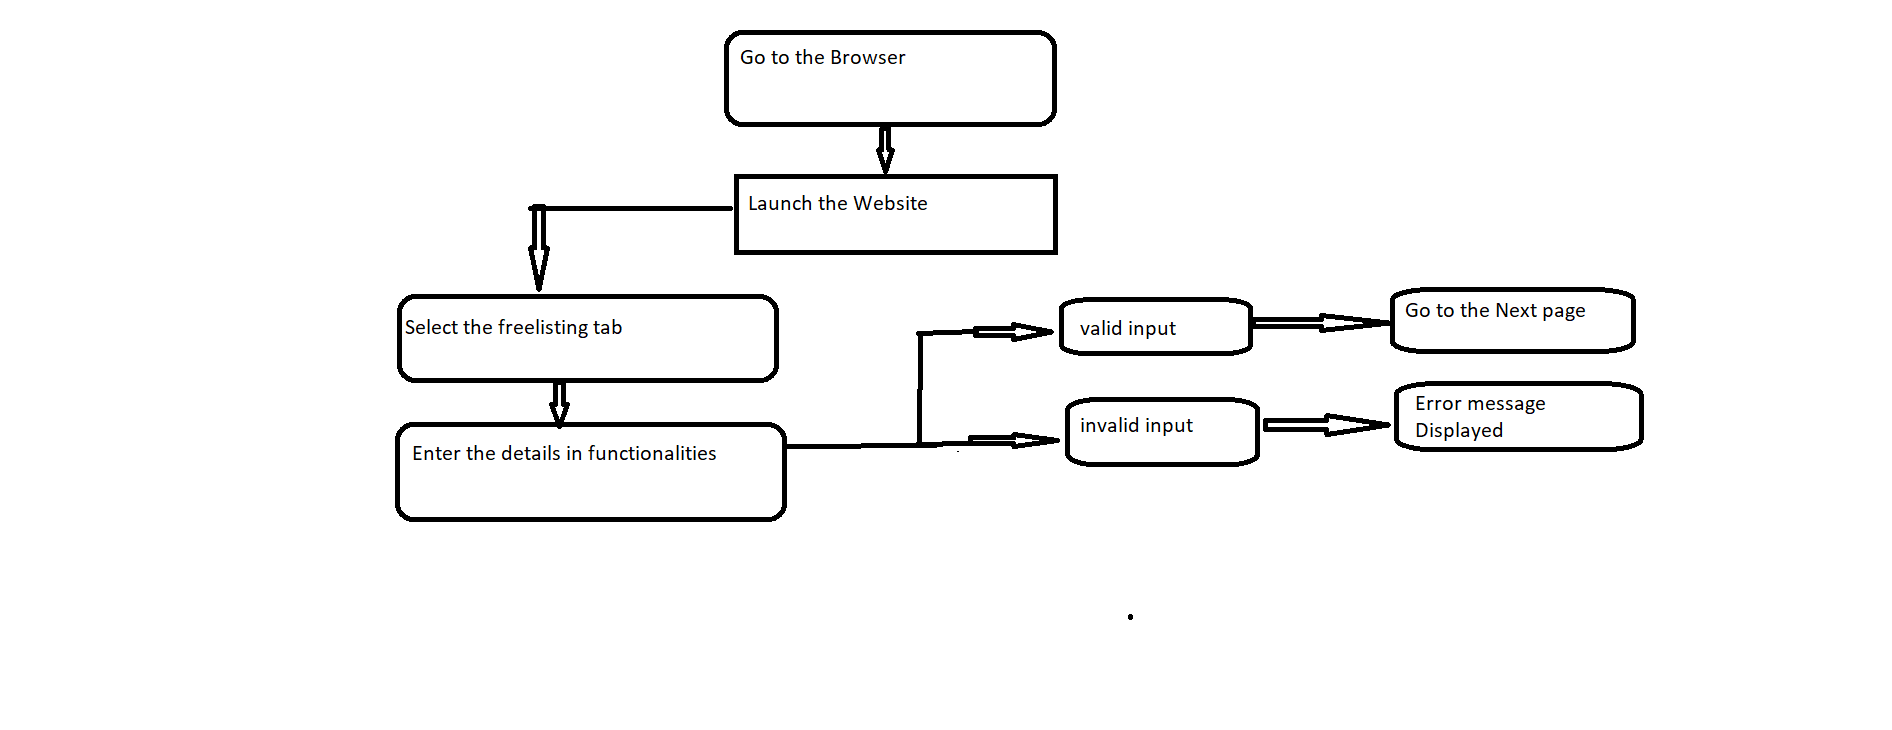 Go to the Browser
Launch the Website
Select the freelisting tab
Enter the details in functionalities
valid input
Go to the Next page
invalid input
Error message
Displayed